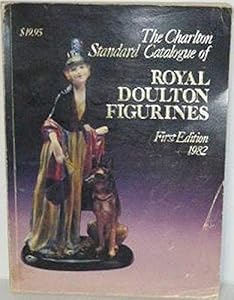 $19.95
The Charlton
Standard Catalogue of
ROYAL
DOULTON
FIGURINES
First Edition
1982